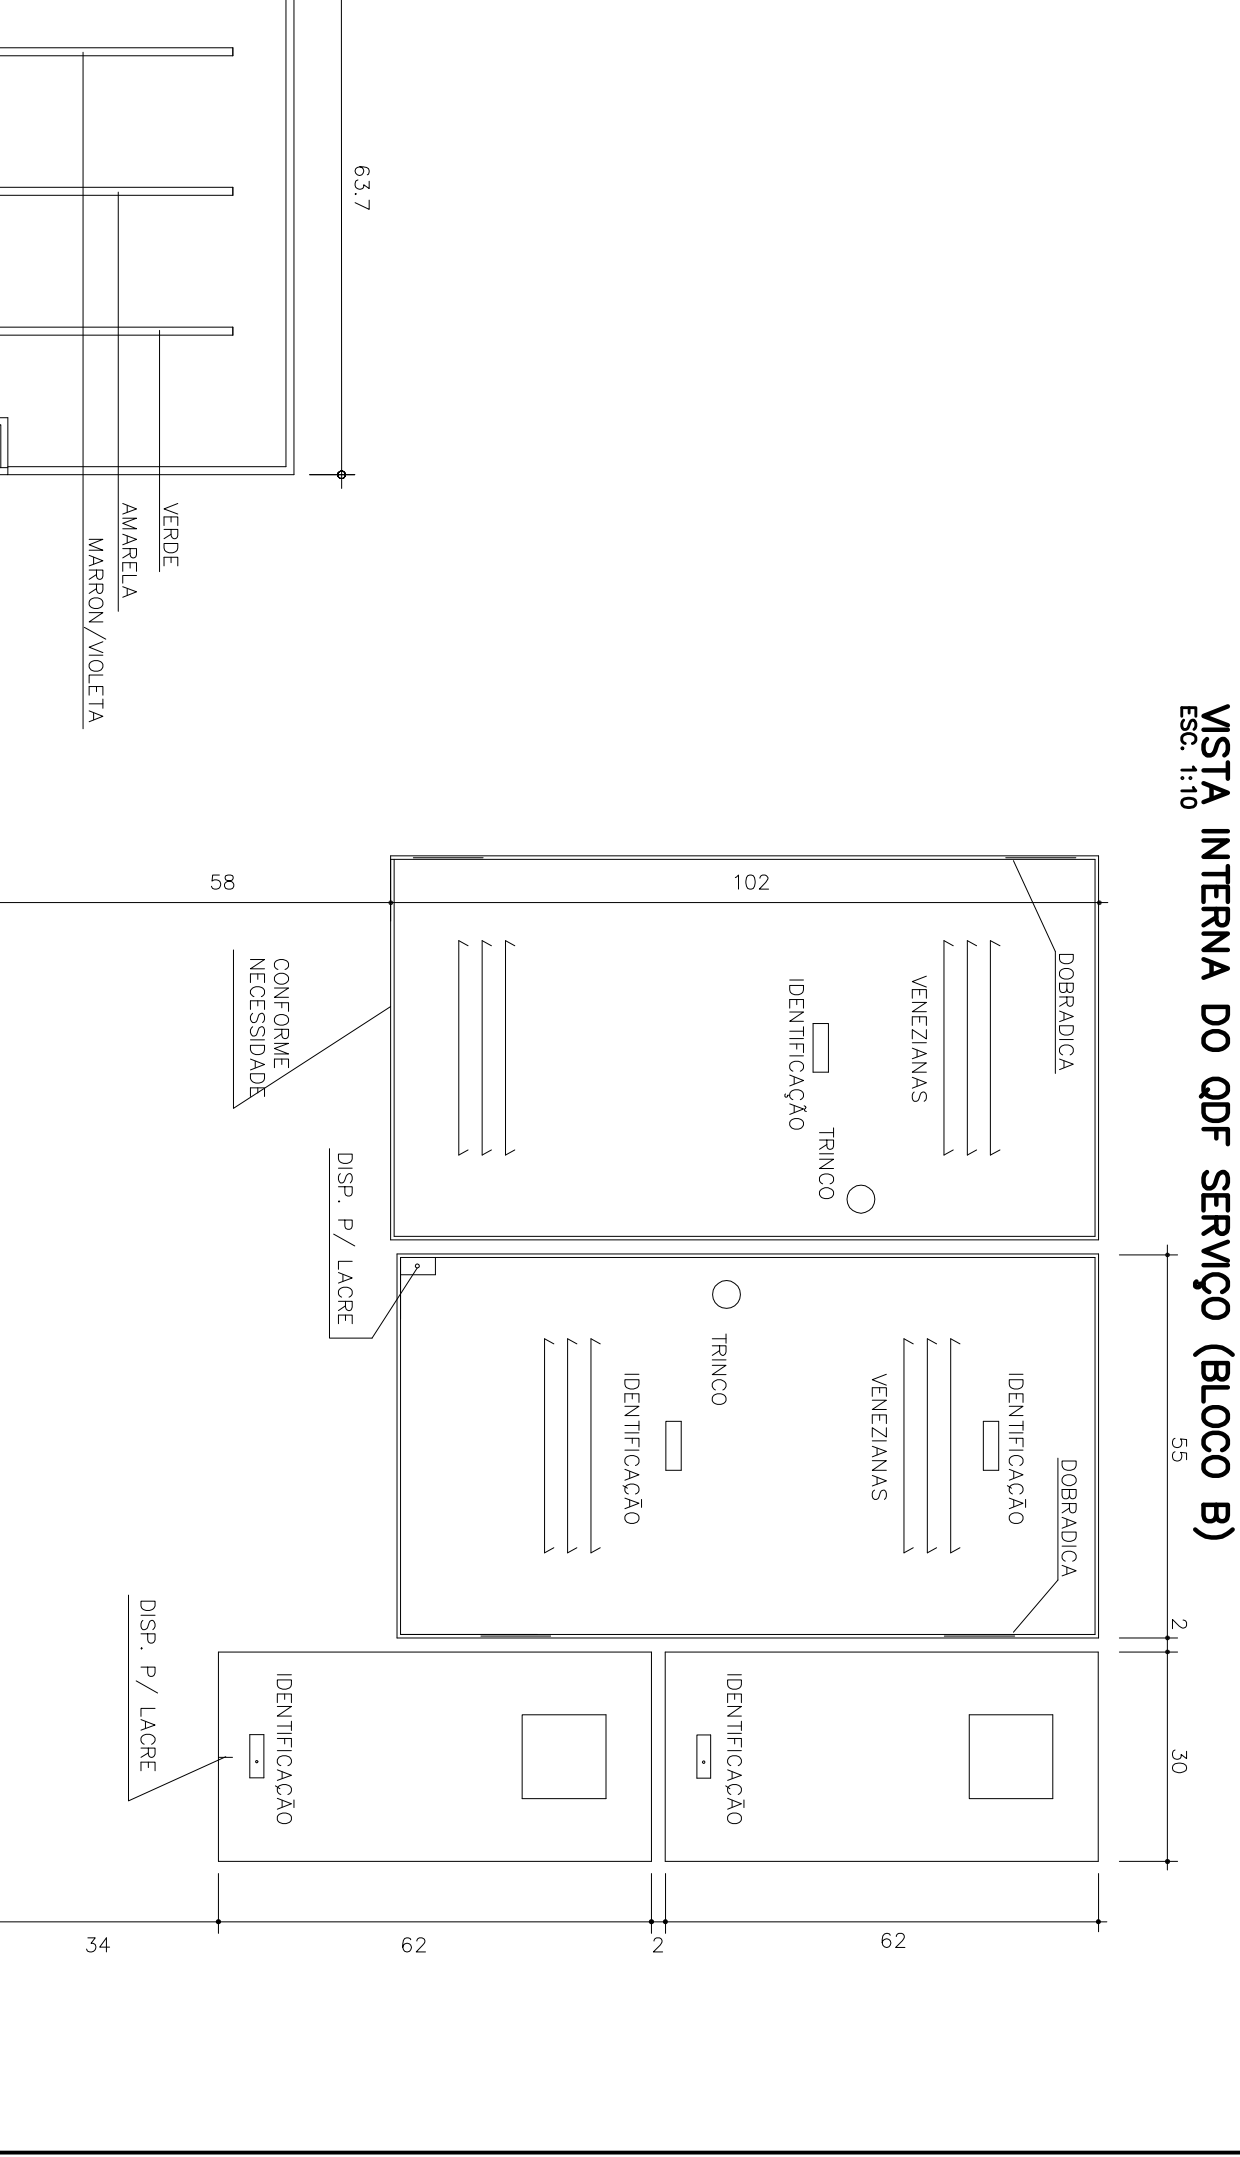 63.7
VERDE
AMARELA
MARRON/VIOLETA
VISTA INTERNA DO QDF SERVIÇO (BLOCO B)
ESC. 1:10
55
2
30
DOBRADICA
VENEZIANAS
TRINCO
IDENTIFICAÇÃO
102
58
CONFORME
NECESSIDADE
DOBRADICA
IDENTIFICAÇÃO
VENEZIANAS
TRINCO
IDENTIFICAÇÃO
DISP. P/ LACRE
IDENTIFICAÇÃO
IDENTIFICAÇÃO
DISP. P/ LACRE
62
2
62
34